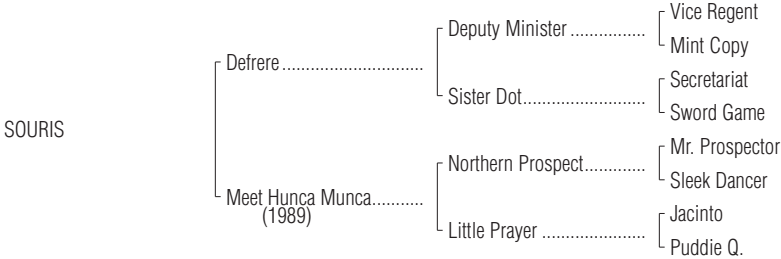 Vice Regent
Deputy Minister ................
Mint Copy
Defrere.............................
Secretariat
Sister Dot.........................
Sword Game
SOURIS
Mr. Prospector
Northern Prospect.............
Sleek Dancer
Meet Hunca Munca...........
(1989)
Jacinto
Little Prayer .....................
Puddie Q.